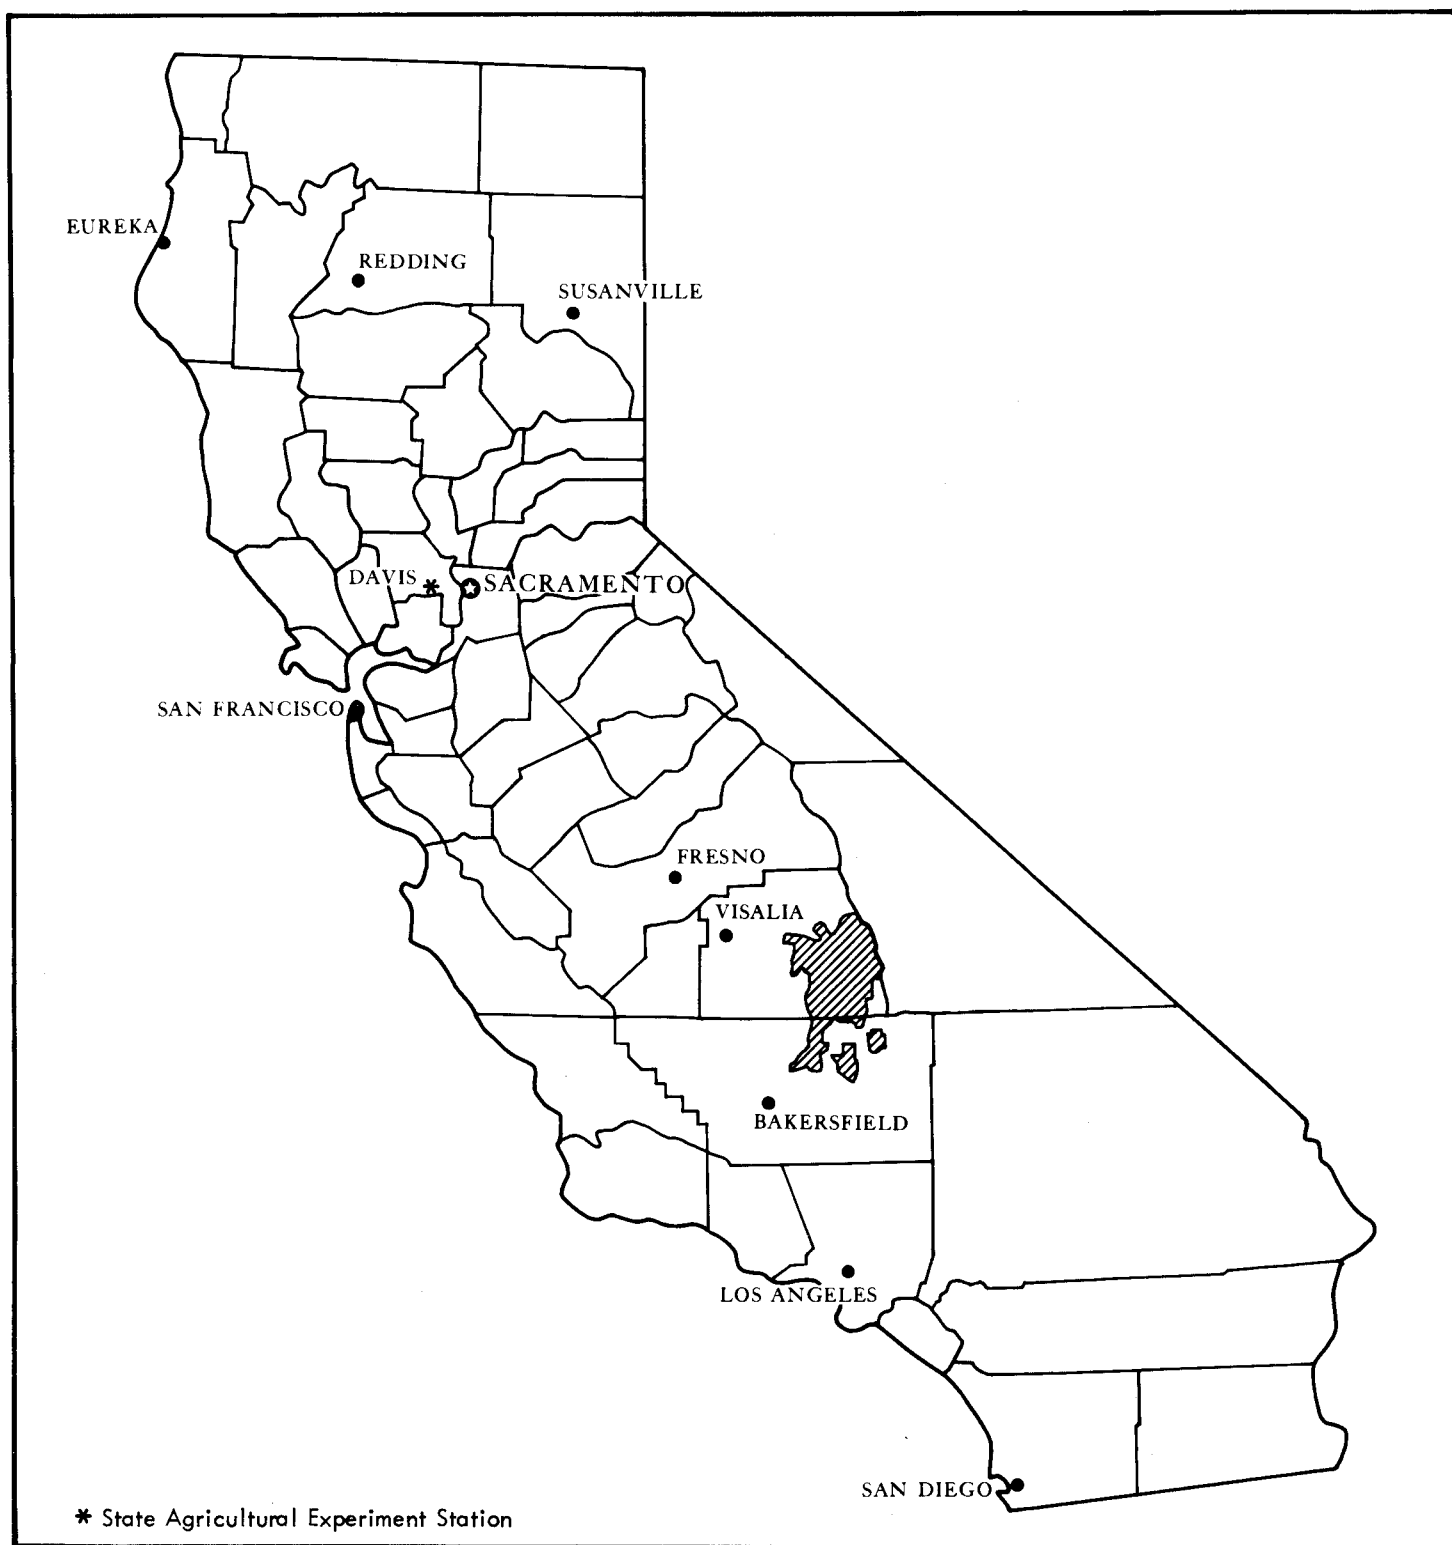 EUREKA
REDDING
SUSANVILLE
DAVIS * SACRAMENTO
SAN FRANCISCO
FRESNO
VISALIA
BAKERSFIELD
LOS ANGELES
SAN DIEGO
* State Agricultural Experiment Station